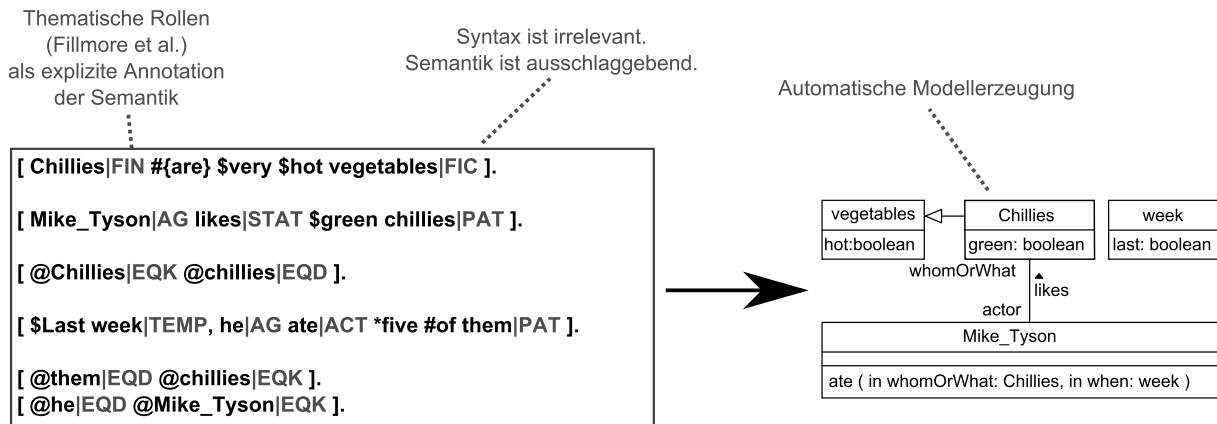 Thematische Rollen
(Fillmore et al.)
als explizite Annotation
der Semantik
Syntax ist irrelevant.
Semantik ist ausschlaggebend.
Automatische Modellerzeugung
[ Chillies|FIN #{are} $very $hot vegetables|FIC ].
[ Mike_Tyson|AG likes|STAT $green chillies|PAT ].
[ @Chillies|EQK @chillies|EQD ].
[ $Last week|TEMP, he|AG ate|ACT *five #of them|PAT ].
[ @them|EQD @chillies|EQK ].
[ @he|EQD @Mike_Tyson|EQK ].
vegetables
hot:boolean
Chillies
green: boolean
week
last: boolean
whomOrWhat
likes
actor
Mike_Tyson
ate ( in whomOrWhat: Chillies, in when: week )